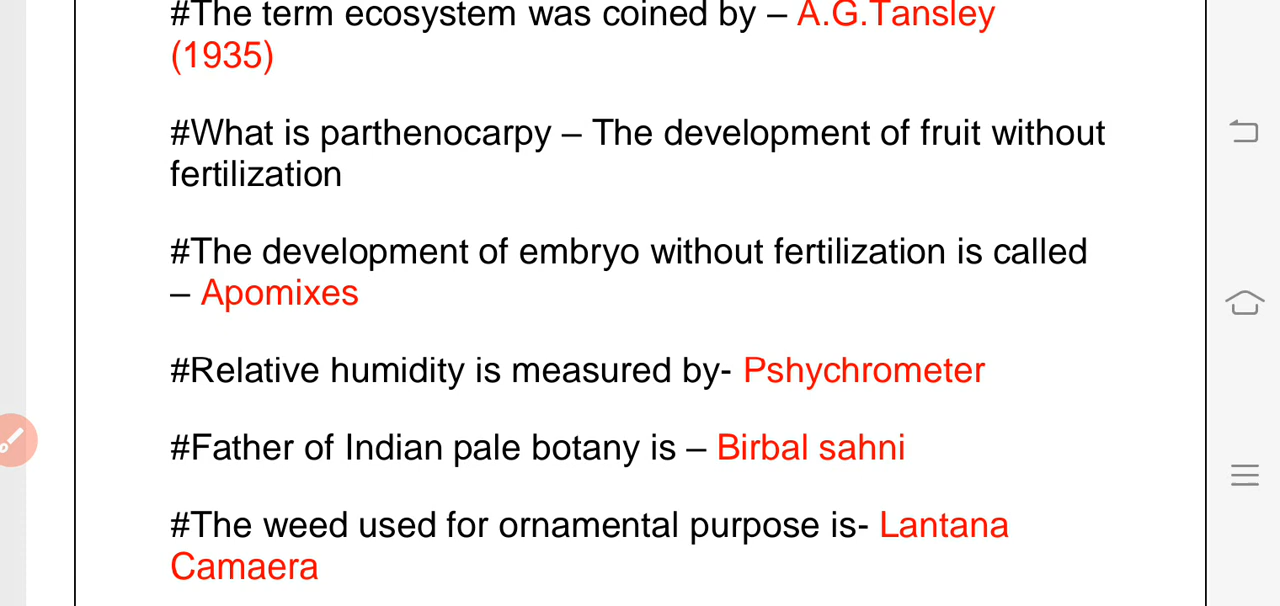 #The term ecosystem was coined by – A.G.Tansley
(1935)
#What is parthenocarpy – The development of fruit without
fertilization
#The development of embryo without fertilization is called
– Apomixes
#Relative humidity is measured by- Pshychrometer
#Father of Indian pale botany is – Birbal sahni
#The weed used for ornamental purpose is- Lantana
Camaera